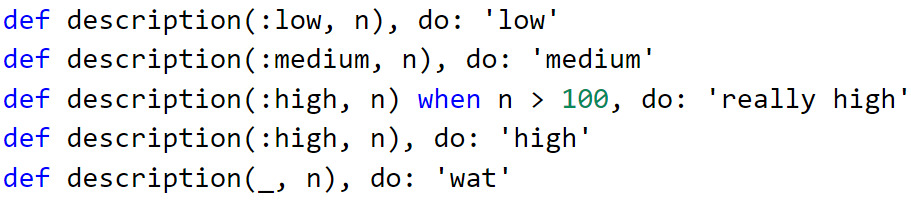 def description(:low, n), do: 'low'
def description(:medium, n), do: 'medium'
def description(:high, n) when n > 100, do: 'really high'
def description(:high, n), do: 'high'
def description(_, n), do: 'wat'